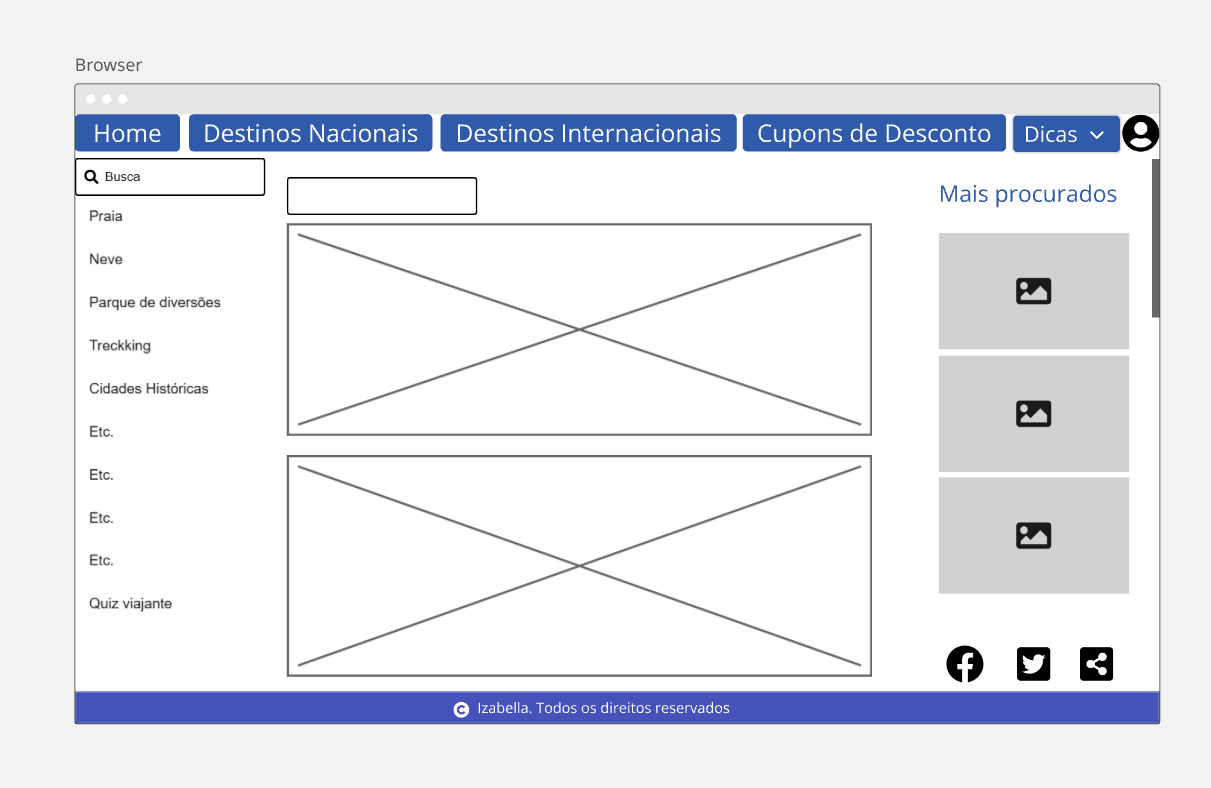 Browser
Home
Destinos Nacionais
Destinos Internacionais
Cupons de Desconto
Dicas
Busca
Praia
Neve
Parque de diversões
Treckking
Cidades Históricas
Etc.
Etc.
Etc.
Etc.
Quiz viajante
Mais procurados
© Izabella. Todos os direitos reservados